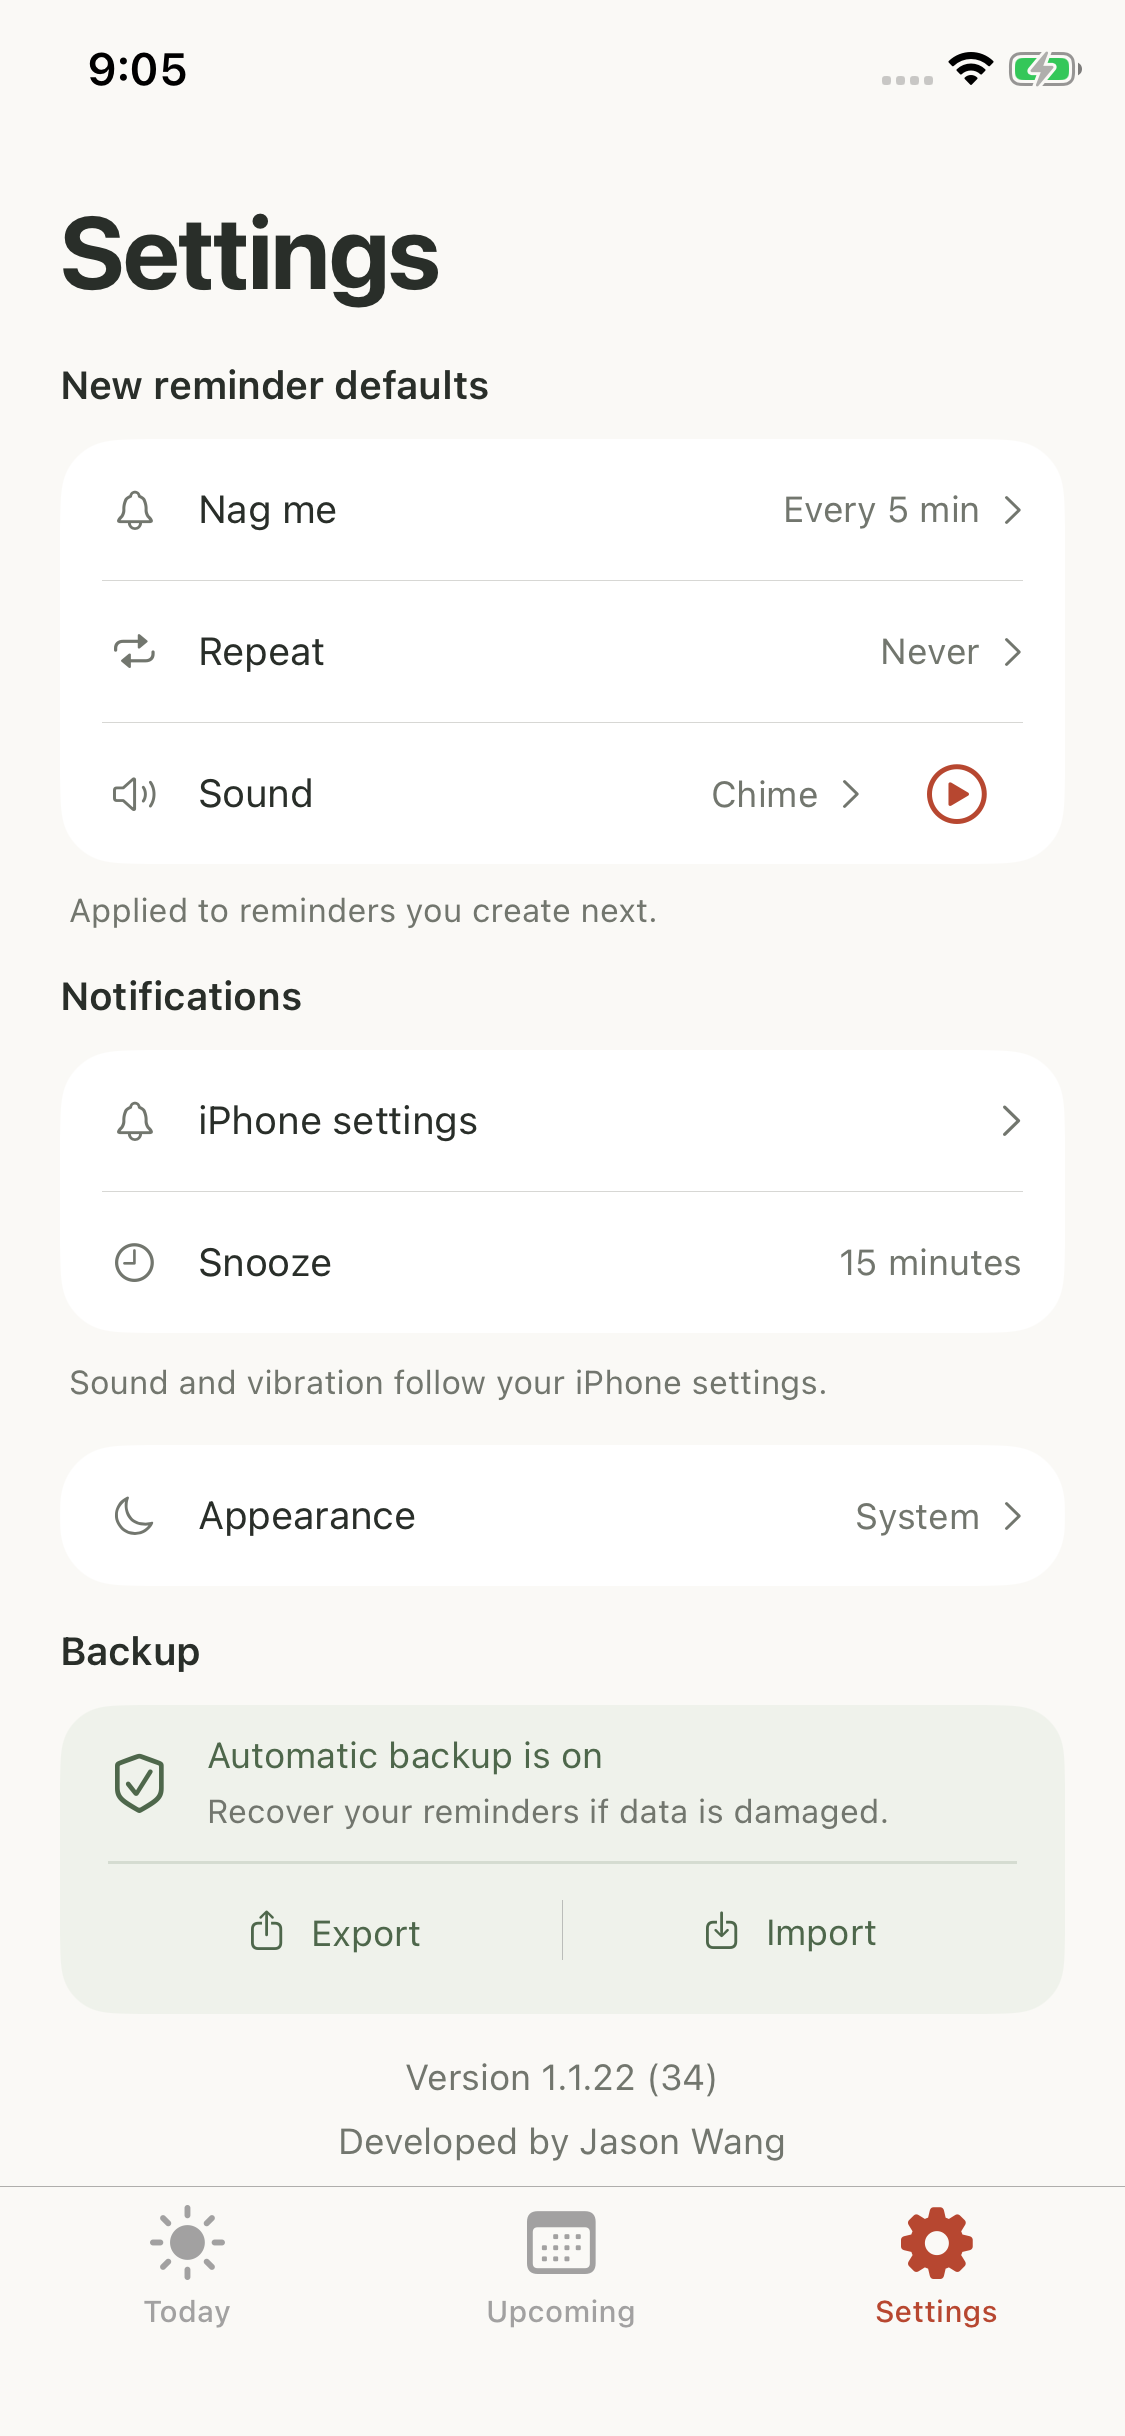 9:05
Settings
New reminder defaults
Nag me Every 5 min
Repeat Never
Sound Chime
Applied to reminders you create next.
Notifications
iPhone settings
Snooze 15 minutes
Sound and vibration follow your iPhone settings.
Appearance System
Backup
Automatic backup is on
Recover your reminders if data is damaged.
Export Import
Version 1.1.22 (34)
Developed by Jason Wang
Today Upcoming Settings